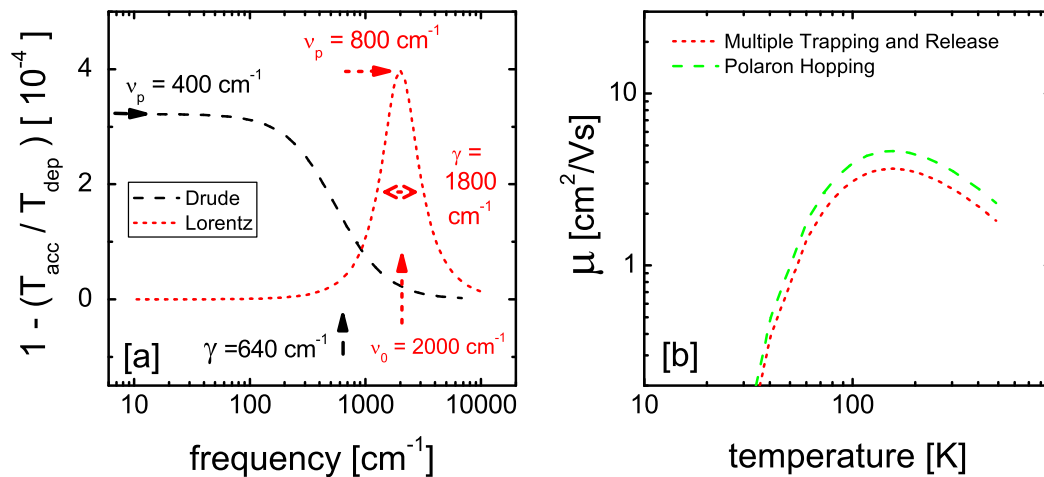 1 - (T_acc / T_dep ) [ 10^-4 ]
4
2
0
ν_p = 800 cm^-1
ν_p = 400 cm^-1
γ =
1800
cm^-1
Drude
Lorentz
[a]
γ =640 cm^-1
ν_0 = 2000 cm^-1
10
100
1000
10000
frequency [cm^-1]
μ [cm^2/Vs]
10
1
Multiple Trapping and Release
Polaron Hopping
[b]
10
100
temperature [K]